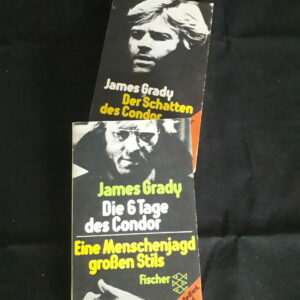 James Grady
Der Schatten
des Condor
James Grady
Die 6 Tage
des Condor
Eine Menschenjagd
großen Stils
Fischer